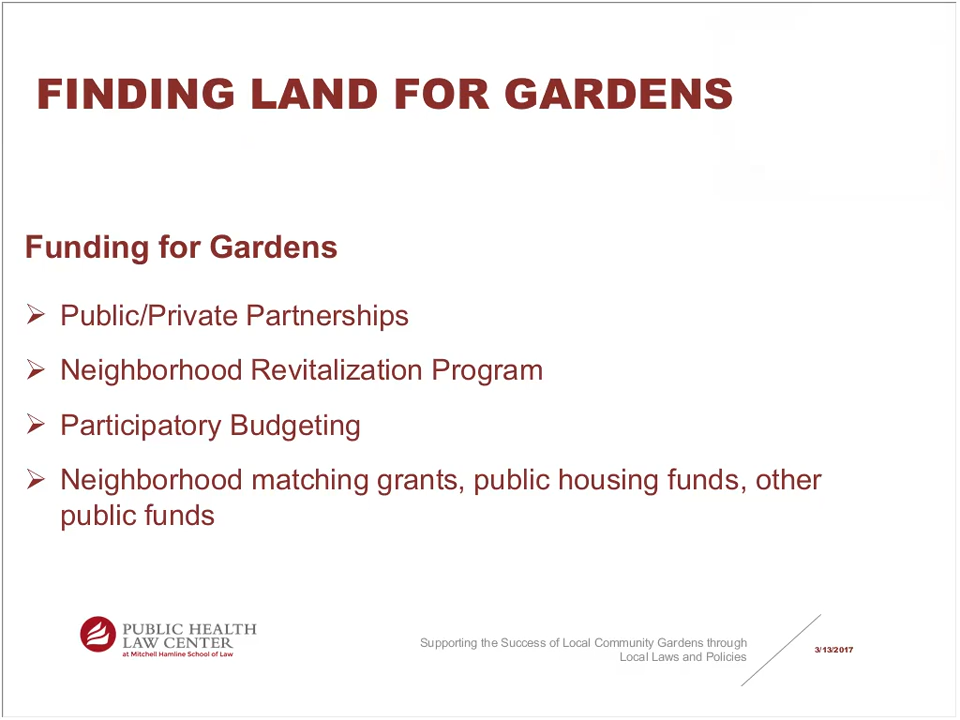 FINDING LAND FOR GARDENS
Funding for Gardens
➢ Public/Private Partnerships
➢ Neighborhood Revitalization Program
➢ Participatory Budgeting
➢ Neighborhood matching grants, public housing funds, other
public funds
PUBLIC HEALTH
LAW CENTER
at Mitchell Hamline School of Law
Supporting the Success of Local Community Gardens through
Local Laws and Policies
3/13/2017